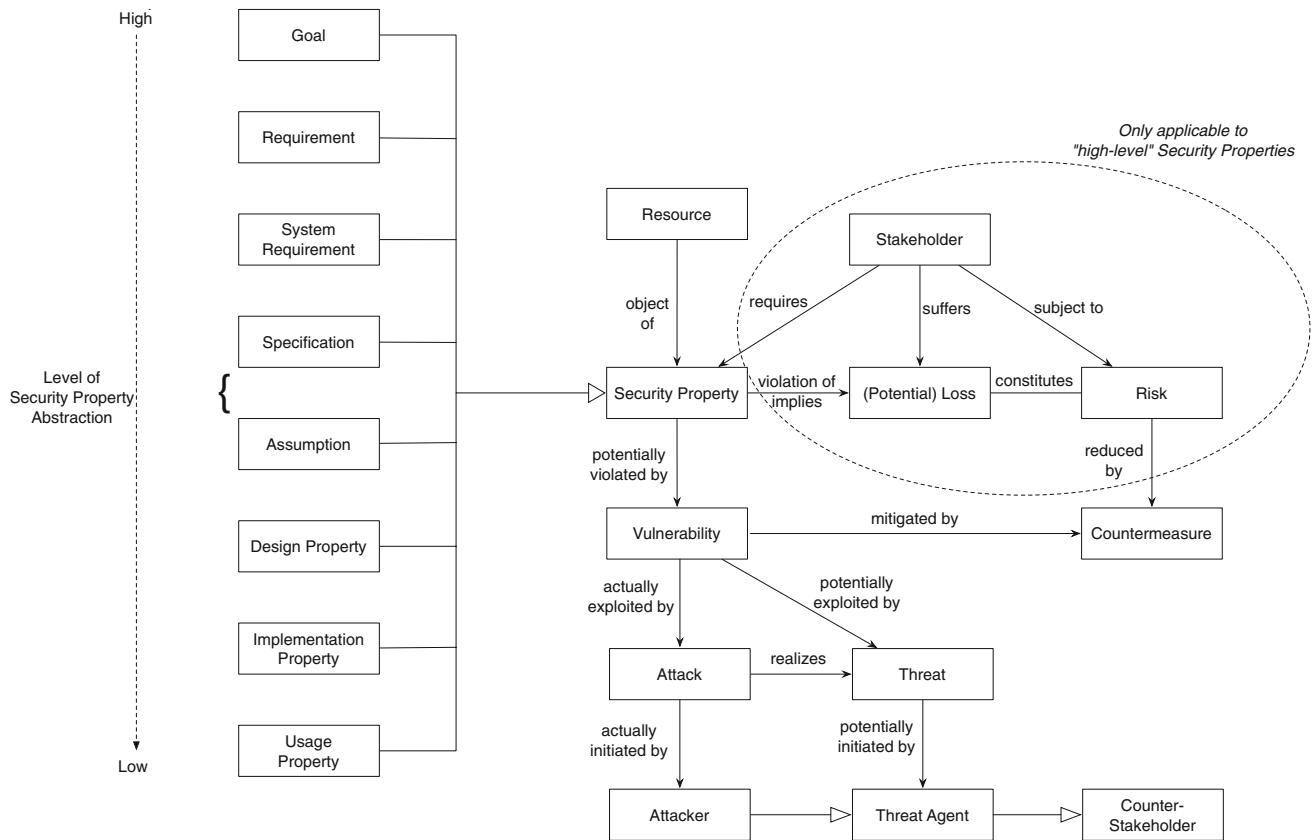 High
Goal
Requirement
Only applicable to
"high-level" Security Properties
Resource
System
Requirement
Stakeholder
object
of
requires
suffers
subject to
Specification
Level of
Security Property
Abstraction
{
Security Property
violation of
implies
(Potential) Loss
constitutes
Risk
Assumption
potentially
violated by
reduced
by
Design Property
Vulnerability
mitigated by
Countermeasure
actually
exploited by
potentially
exploited by
Implementation
Property
Attack
realizes
Threat
actually
initiated by
potentially
initiated by
Usage
Property
Low
Attacker
Threat Agent
Counter-
Stakeholder